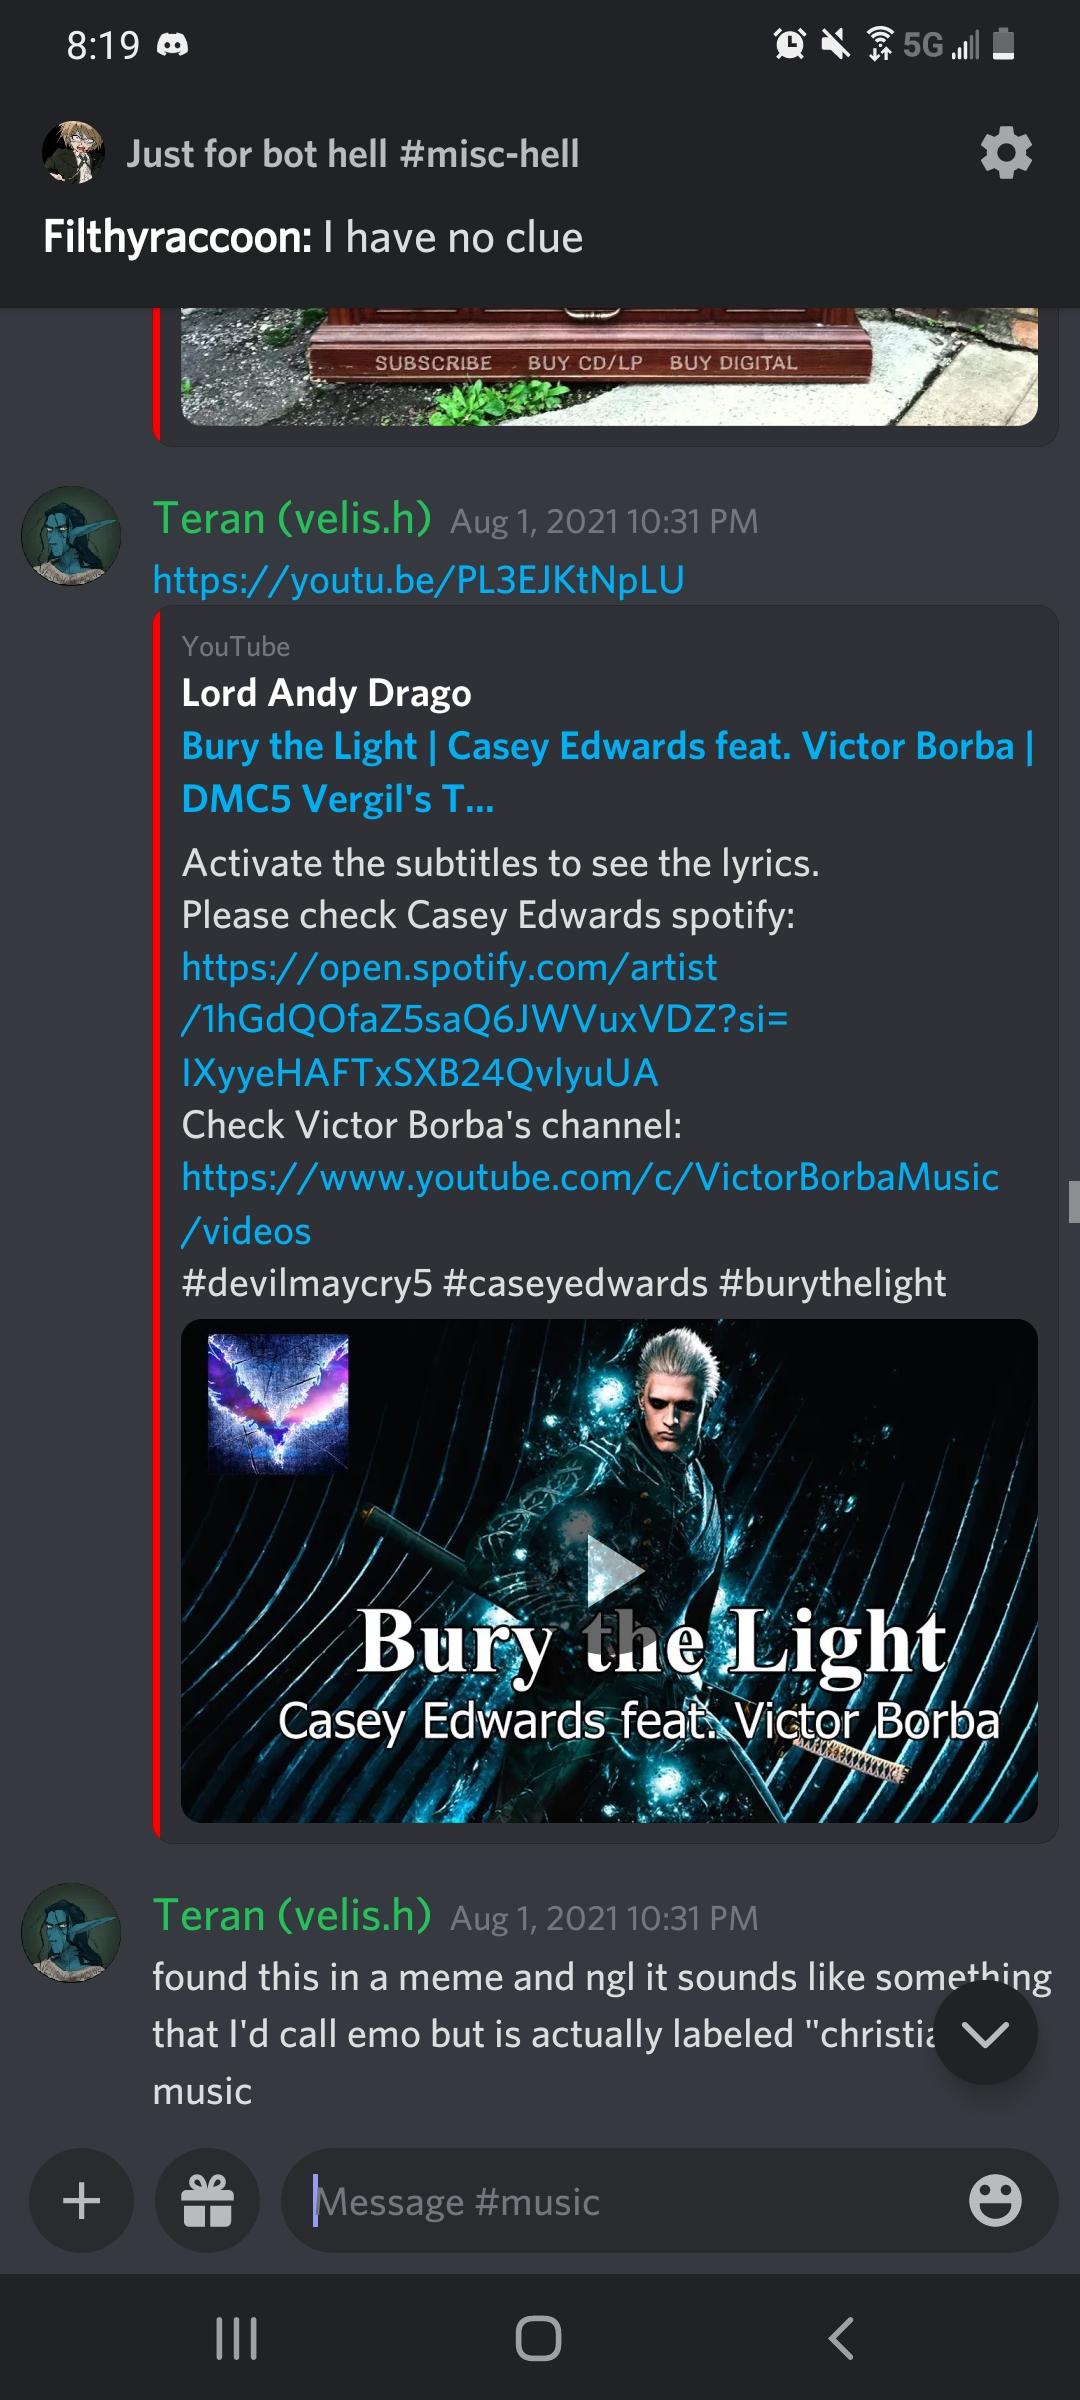 8:19
5G
Just for bot hell #misc-hell
Filthyraccoon: I have no clue
SUBSCRIBE BUY CD/LP BUY DIGITAL
Teran (velis.h) Aug 1, 2021 10:31 PM
https://youtu.be/PL3EJKtNpLU
YouTube
Lord Andy Drago
Bury the Light | Casey Edwards feat. Victor Borba |
DMC5 Vergil's T...
Activate the subtitles to see the lyrics.
Please check Casey Edwards spotify:
https://open.spotify.com/artist
/1hGdQOfaZ5saQ6JWVuxVDZ?si=
IXyyeHAFTxSXB24QvlyuUA
Check Victor Borba's channel:
https://www.youtube.com/c/VictorBorbaMusic
/videos
#devilmaycry5 #caseyedwards #burythelight
Bury the Light
Casey Edwards feat. Victor Borba
Teran (velis.h) Aug 1, 2021 10:31 PM
found this in a meme and ngl it sounds like something
that I'd call emo but is actually labeled "christia
music
Message #music